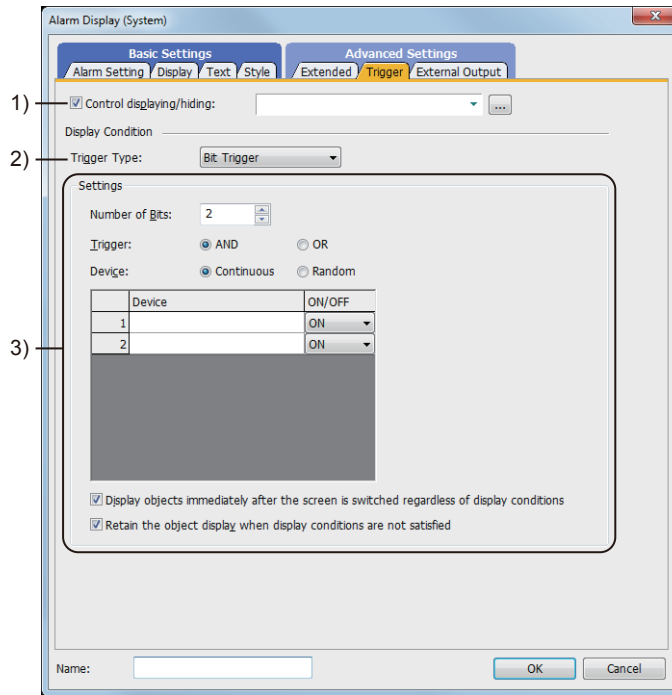 Alarm Display (System)
Basic Settings Advanced Settings
Alarm Setting Display Text Style Extended Trigger External Output
1) Control displaying/hiding: ...
Display Condition
2) Trigger Type: Bit Trigger
Settings
Number of Bits: 2
Trigger: AND OR
Device: Continuous Random
Device ON/OFF
1 ON
2 ON
3)
Display objects immediately after the screen is switched regardless of display conditions
Retain the object display when display conditions are not satisfied
Name: OK Cancel